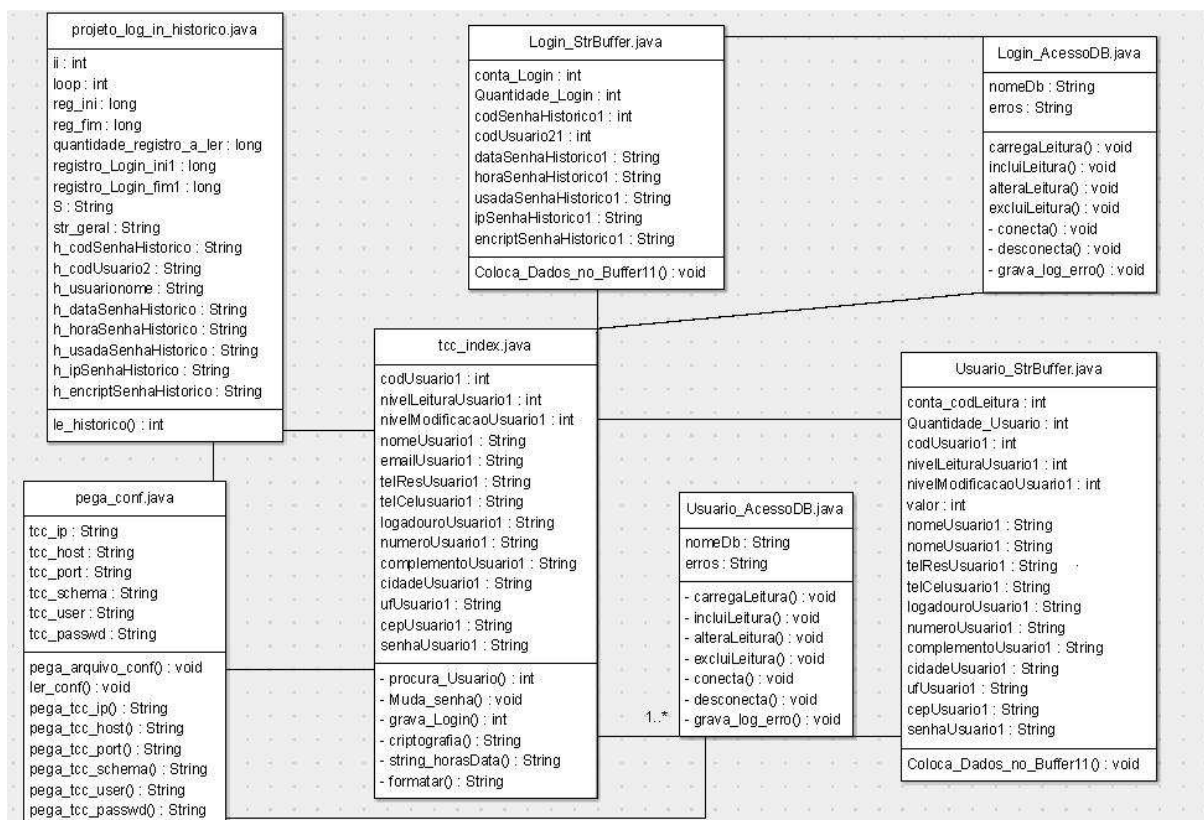 projeto_log_in_historico.java
ii : int
loop : int
reg_ini : long
reg_fim : long
quantidade_registro_a_ler : long
registro_Login_ini1 : long
registro_Login_fim1 : long
S : String
str_geral : String
h_codSenhaHistorico : String
h_codUsuario2 : String
h_usuarionome : String
h_dataSenhaHistorico : String
h_horaSenhaHistorico : String
h_usadaSenhaHistorico : String
h_ipSenhaHistorico : String
h_encriptSenhaHistorico : String
le_historico() : int
Login_StrBuffer.java
conta_Login : int
Quantidade_Login : int
codSenhaHistorico1 : int
codUsuario21 : int
dataSenhaHistorico1 : String
horaSenhaHistorico1 : String
usadaSenhaHistorico1 : String
ipSenhaHistorico1 : String
encriptSenhaHistorico1 : String
Coloca_Dados_no_Buffer11() : void
Login_AcessoDB.java
nomeDb : String
erros : String
carregaLeitura() : void
incluiLeitura() : void
alteraLeitura() : void
excluiLeitura() : void
- conecta() : void
- desconecta() : void
- grava_log_erro() : void
tcc_index.java
codUsuario1 : int
nivelLeituraUsuario1 : int
nivelModificacaoUsuario1 : int
nomeUsuario1 : String
emailUsuario1 : String
telResUsuario1 : String
telCelusuario1 : String
logadouroUsuario1 : String
numeroUsuario1 : String
complementoUsuario1 : String
cidadeUsuario1 : String
ufUsuario1 : String
cepUsuario1 : String
senhaUsuario1 : String
- procura_Usuario() : int
- Muda_senha() : void
- grava_Login() : int
- criptografia() : String
- string_horasData() : String
- formatar() : String
Usuario_StrBuffer.java
conta_codLeitura : int
Quantidade_Usuario : int
codUsuario1 : int
nivelLeituraUsuario1 : int
nivelModificacaoUsuario1 : int
valor : int
nomeUsuario1 : String
nomeUsuario1 : String
telResUsuario1 : String
telCelusuario1 : String
logadouroUsuario1 : String
numeroUsuario1 : String
complementoUsuario1 : String
cidadeUsuario1 : String
ufUsuario1 : String
cepUsuario1 : String
senhaUsuario1 : String
Coloca_Dados_no_Buffer11() : void
pega_conf.java
tcc_ip : String
tcc_host : String
tcc_port : String
tcc_schema : String
tcc_user : String
tcc_passwd : String
pega_arquivo_conf() : void
ler_conf() : void
pega_tcc_ip() : String
pega_tcc_host() : String
pega_tcc_port() : String
pega_tcc_schema() : String
pega_tcc_user() : String
pega_tcc_passwd() : String
Usuario_AcessoDB.java
nomeDb : String
erros : String
- carregaLeitura() : void
- incluiLeitura() : void
- alteraLeitura() : void
- excluiLeitura() : void
- conecta() : void
- desconecta() : void
- grava_log_erro() : void
1..*